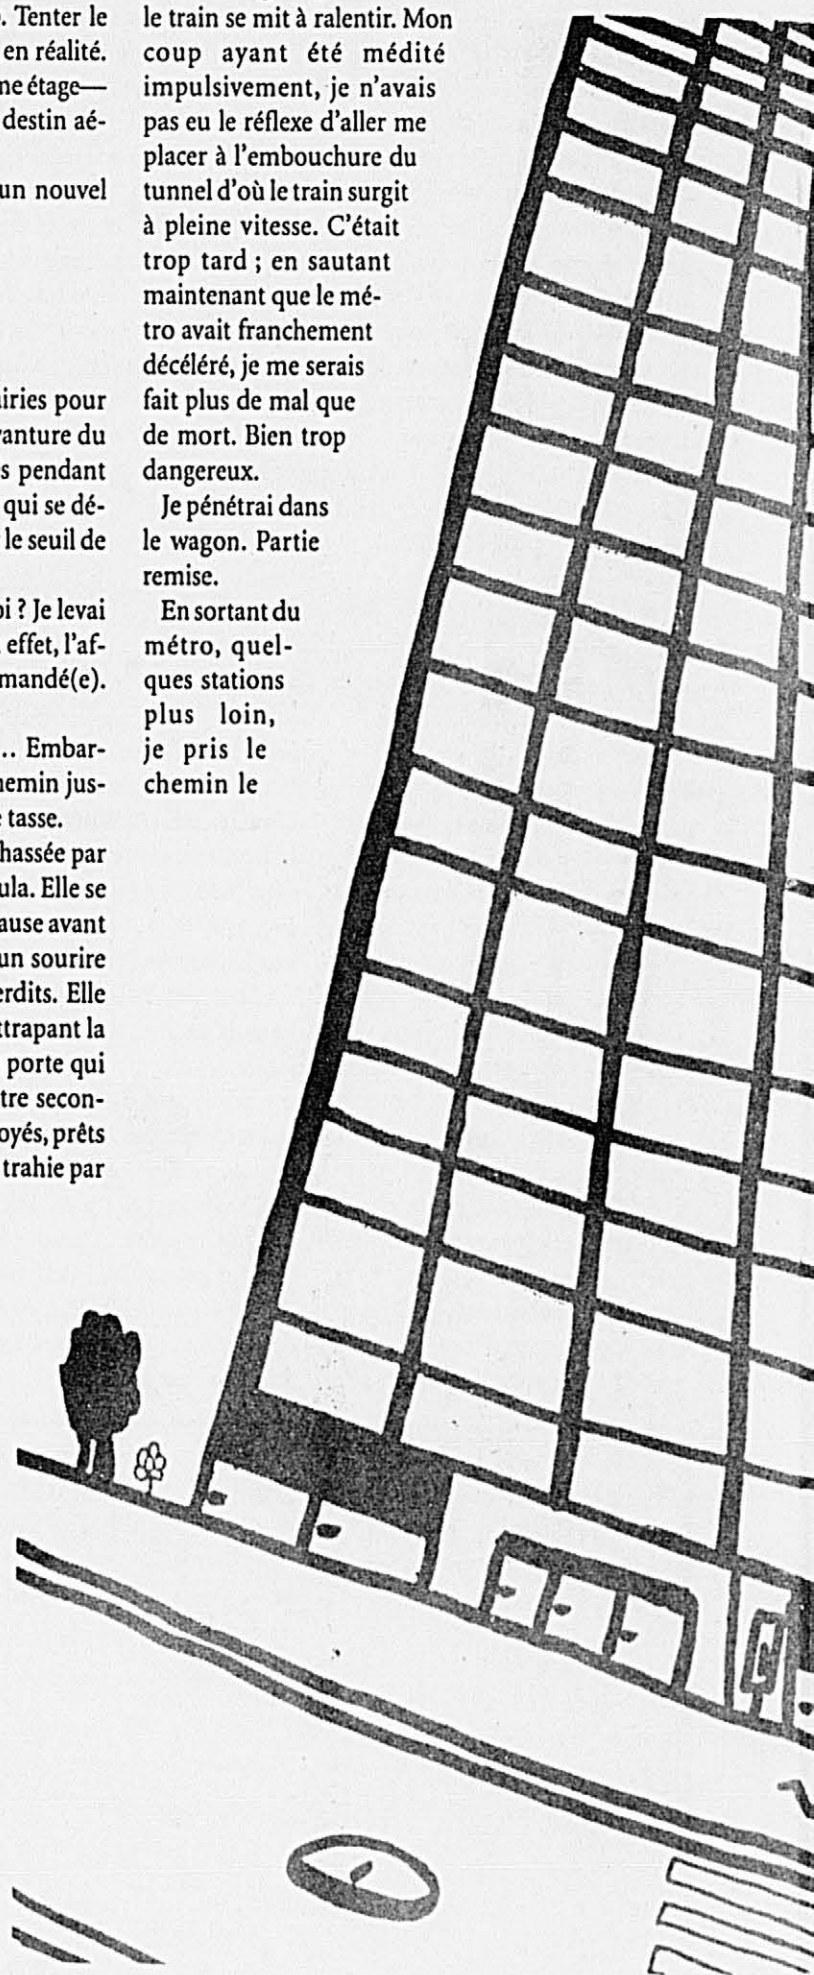 . Tenter le
en réalité.
me étage—
destin aé-
un nouvel
iries pour
vanture du
s pendant
qui se dé-
le seuil de
oi ? Je levai
effet, l'af-
mandé(e).
… Embar-
hemin jus-
e tasse.
hassée par
ula. Elle se
ause avant
un sourire
erdits. Elle
ttrapant la
porte qui
tre secon-
oyés, prêts
trahie par
le train se mit à ralentir. Mon
coup ayant été médité
impulsivement, je n'avais
pas eu le réflexe d'aller me
placer à l'embouchure du
tunnel d'où le train surgit
à pleine vitesse. C'était
trop tard ; en sautant
maintenant que le mé-
tro avait franchement
décéléré, je me serais
fait plus de mal que
de mort. Bien trop
dangereux.
Je pénétrai dans
le wagon. Partie
remise.
En sortant du
métro, quel-
ques stations
plus loin,
je pris le
chemin le